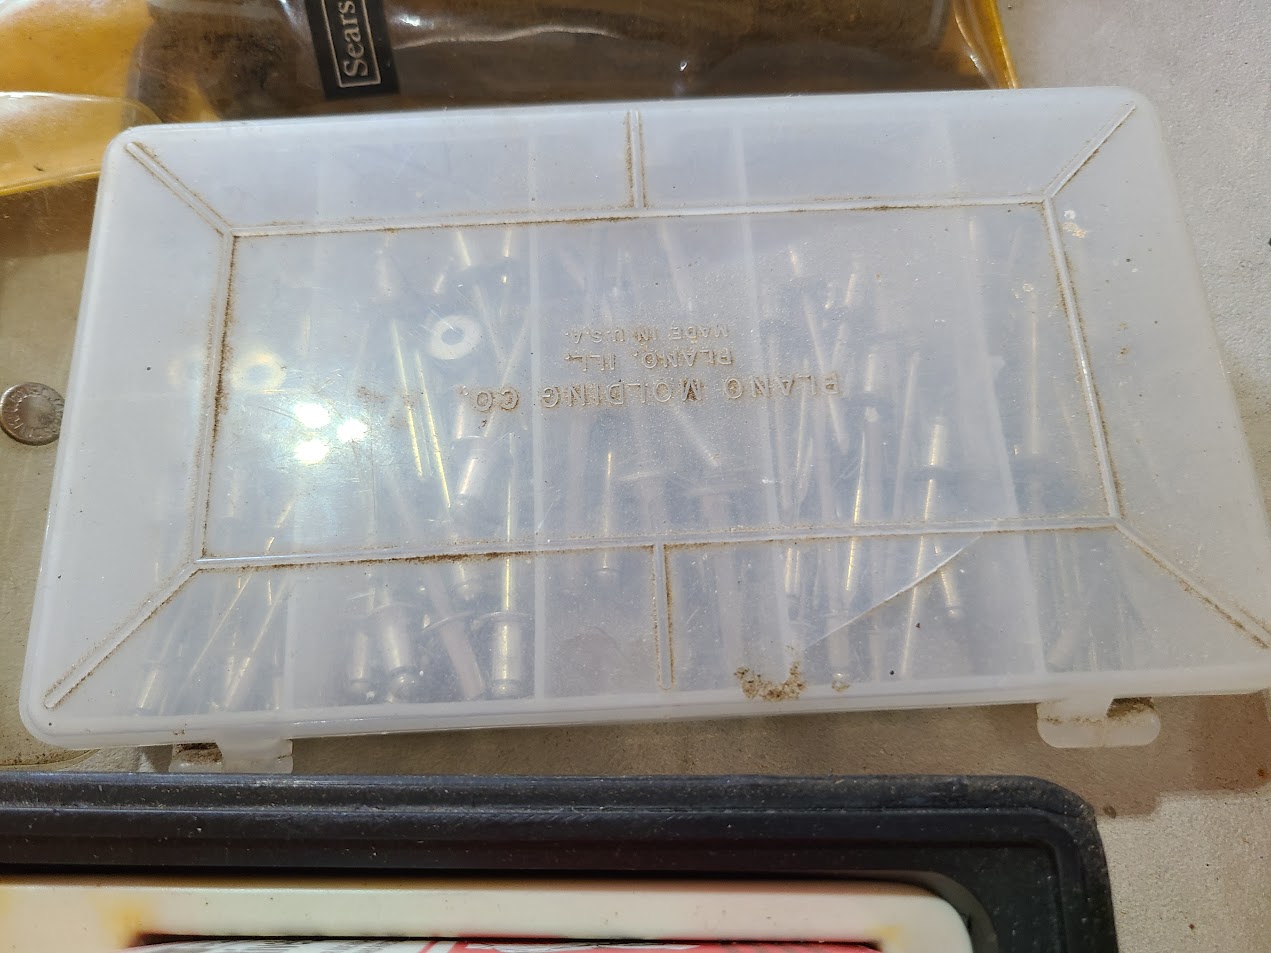 Sears
PLANO MOLDING CO.
PLANO, ILL.
MADE IN U.S.A.